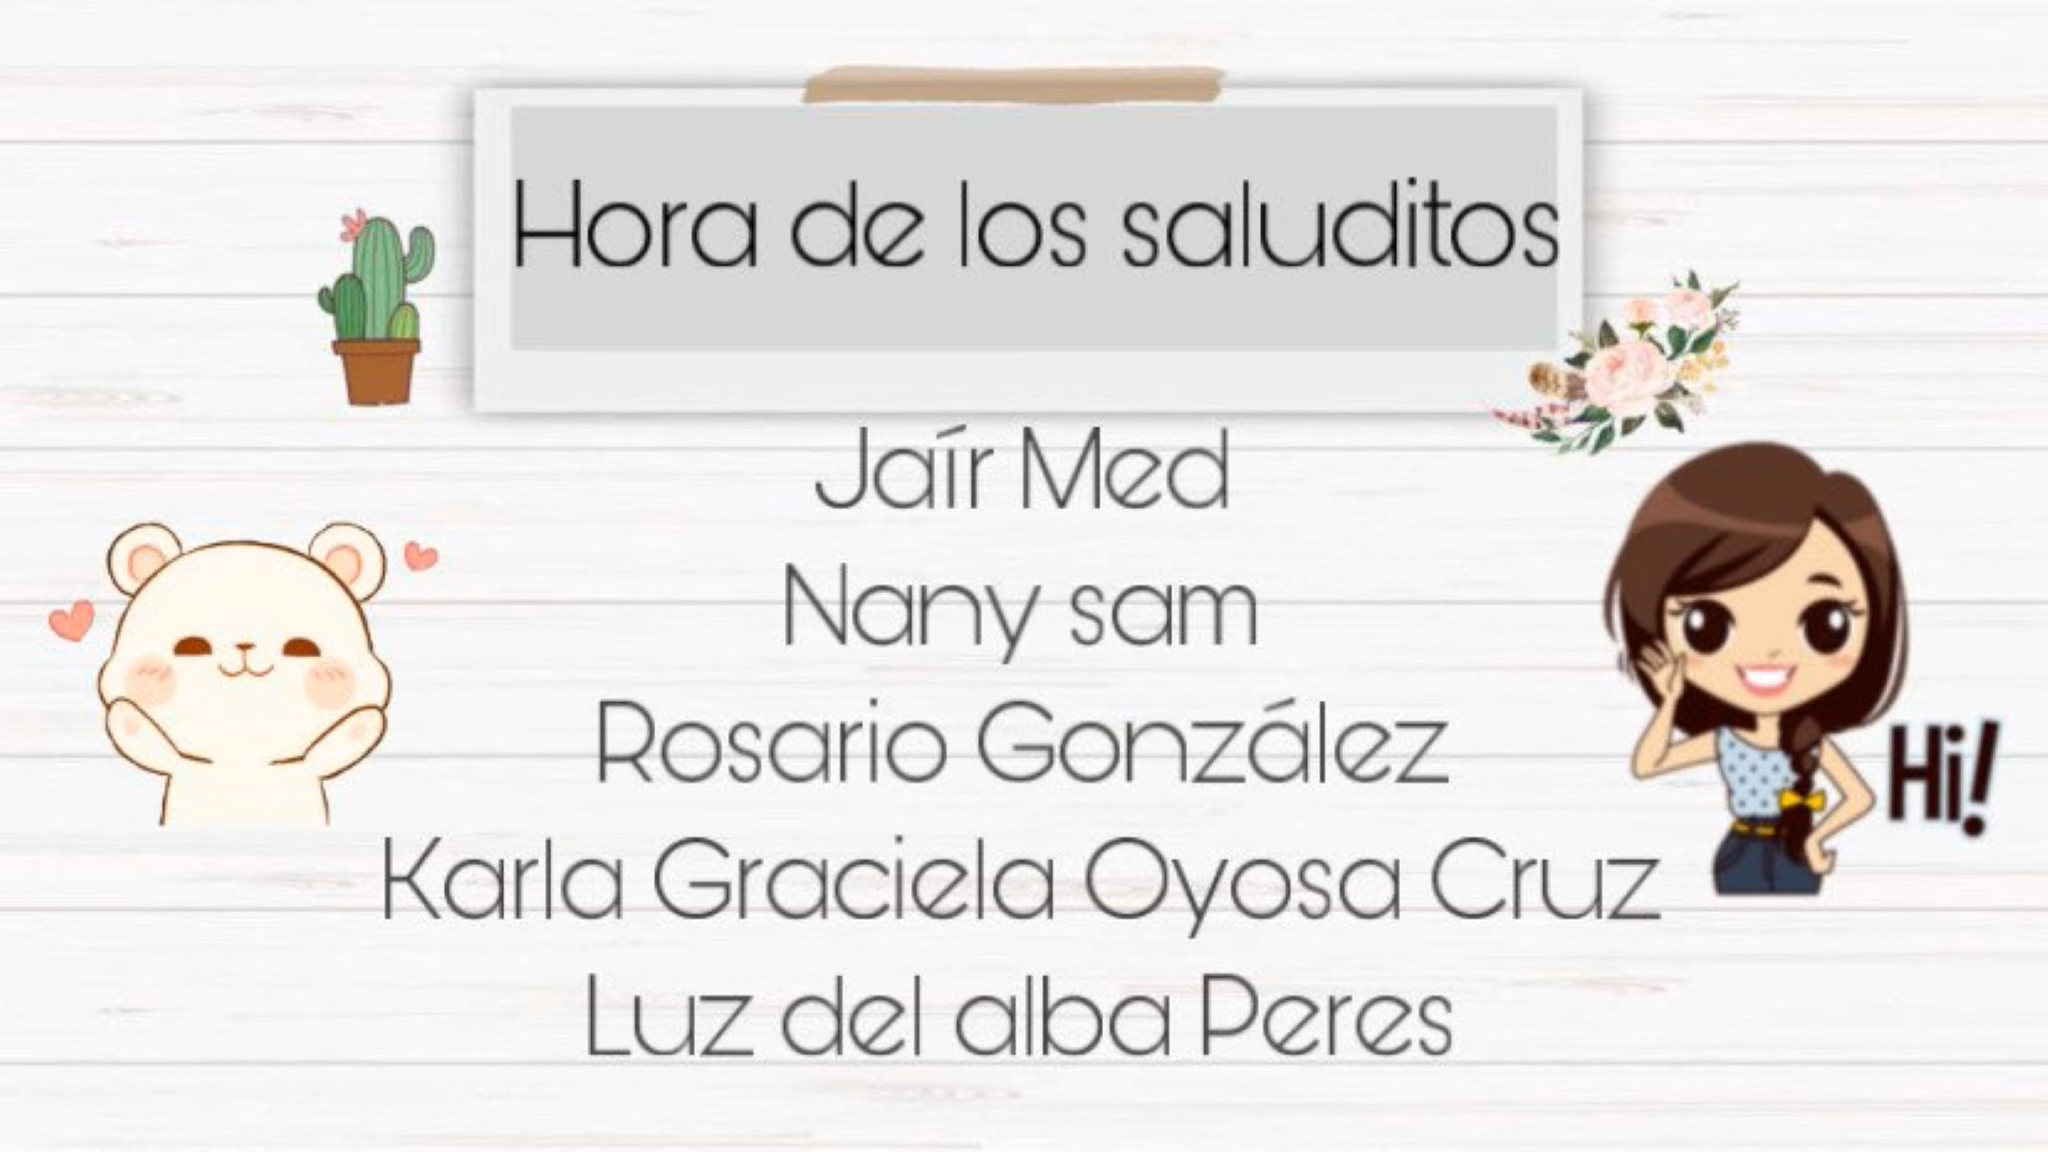 Hora de los saluditos
Jaír Med
Nany sam
Rosario González
Karla Graciela Oyosa Cruz
Luz del alba Peres
Hi!